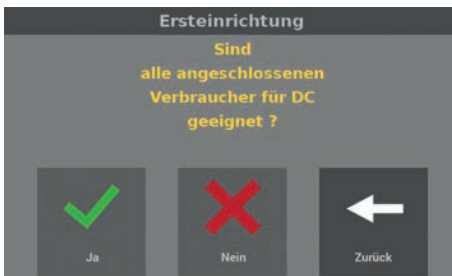 Ersteinrichtung
Sind
alle angeschlossenen
Verbraucher für DC
geeignet ?
Ja
Nein
Zurück